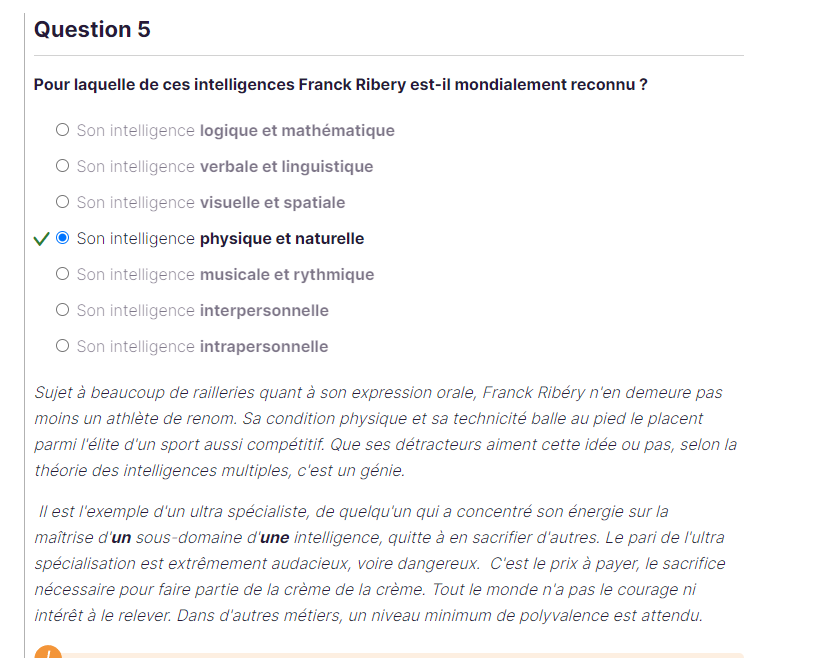 Question 5
Pour laquelle de ces intelligences Franck Ribery est-il mondialement reconnu ?
Son intelligence logique et mathématique
Son intelligence verbale et linguistique
Son intelligence visuelle et spatiale
Son intelligence physique et naturelle
Son intelligence musicale et rythmique
Son intelligence interpersonnelle
Son intelligence intrapersonnelle
Sujet à beaucoup de railleries quant à son expression orale, Franck Ribéry n'en demeure pas
moins un athlète de renom. Sa condition physique et sa technicité balle au pied le placent
parmi l'élite d'un sport aussi compétitif. Que ses détracteurs aiment cette idée ou pas, selon la
théorie des intelligences multiples, c'est un génie.
Il est l'exemple d'un ultra spécialiste, de quelqu'un qui a concentré son énergie sur la
maîtrise d'un sous-domaine d'une intelligence, quitte à en sacrifier d'autres. Le pari de l'ultra
spécialisation est extrêmement audacieux, voire dangereux. C'est le prix à payer, le sacrifice
nécessaire pour faire partie de la crème de la crème. Tout le monde n'a pas le courage ni
intérêt à le relever. Dans d'autres métiers, un niveau minimum de polyvalence est attendu.